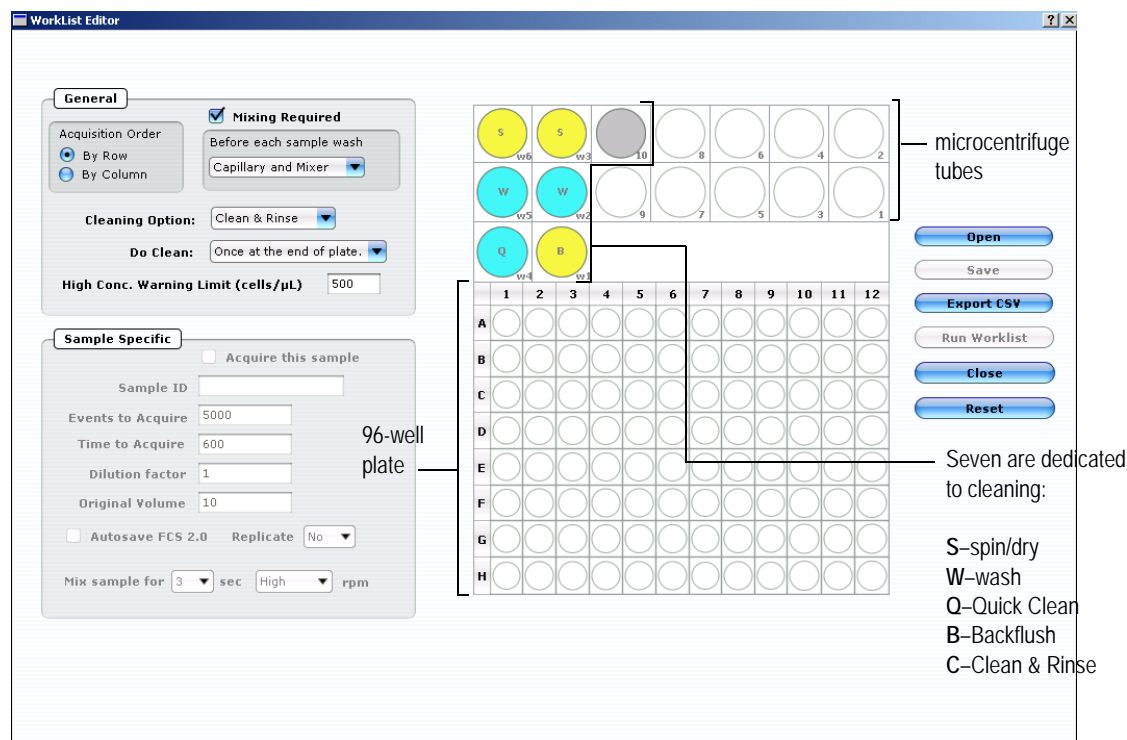 WorkList Editor
General
Acquisition Order
By Row
By Column
Mixing Required
Before each sample wash
Capillary and Mixer
Cleaning Option: Clean & Rinse
Do Clean: Once at the end of plate.
High Conc. Warning Limit (cells/µL) 500
Sample Specific
Acquire this sample
Sample ID
Events to Acquire 5000
Time to Acquire 600
Dilution factor 1
Original Volume 10
Autosave FCS 2.0 Replicate No
Mix sample for 3 sec High rpm
S w6 S w3 10 8 6 4 2
W w5 W w2 9 7 5 3 1
Q w4 B w1
1 2 3 4 5 6 7 8 9 10 11 12
A
B
C
D
E
F
G
H
96-well
plate
microcentrifuge
tubes
Open
Save
Export CSV
Run Worklist
Close
Reset
Seven are dedicated
to cleaning:
S–spin/dry
W–wash
Q–Quick Clean
B–Backflush
C–Clean & Rinse